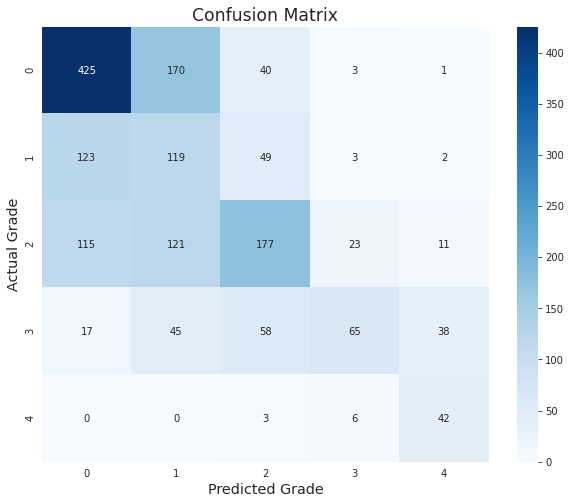 Confusion Matrix
0 425 170 40 3 1
1 123 119 49 3 2
2 115 121 177 23 11
3 17 45 58 65 38
4 0 0 3 6 42
0 1 2 3 4
Actual Grade
Predicted Grade
400
350
300
250
200
150
100
50
0